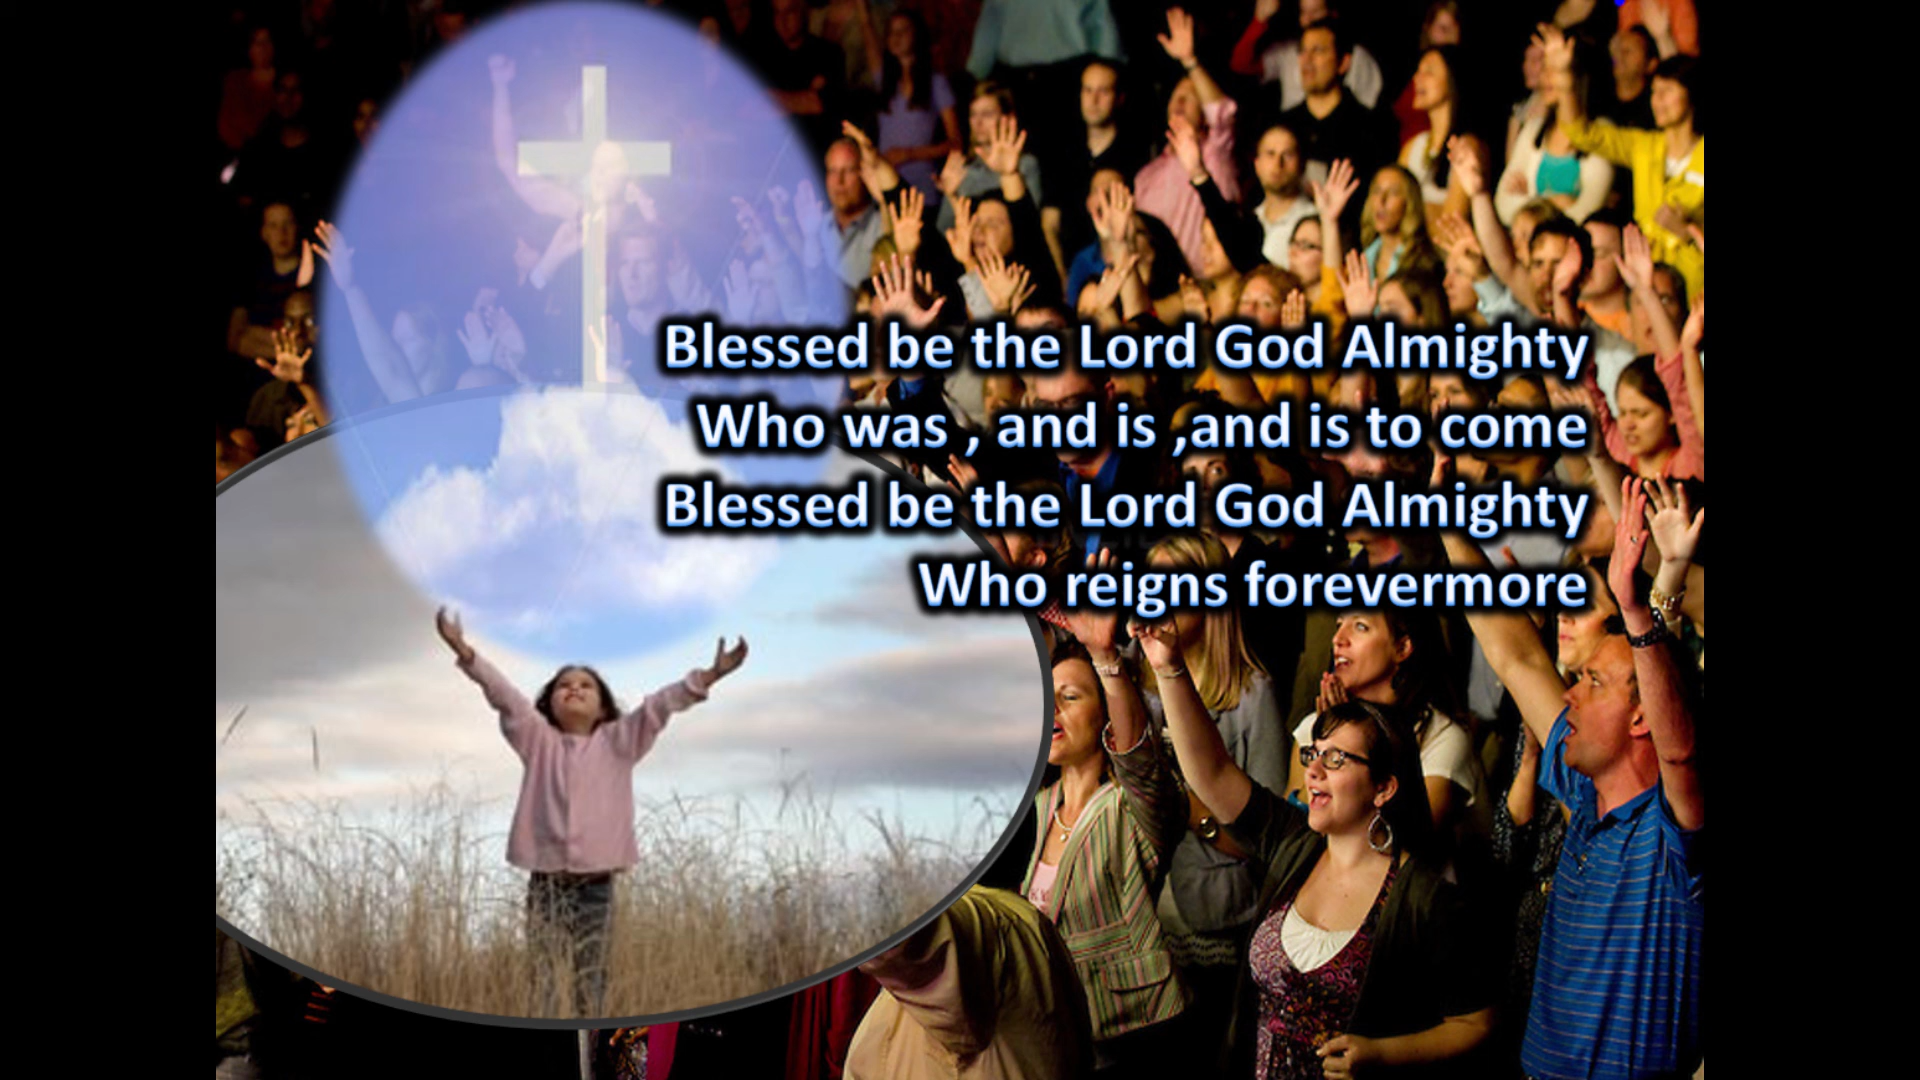 Blessed be the Lord God Almighty
Who was , and is ,and is to come
Blessed be the Lord God Almighty
Who reigns forevermore